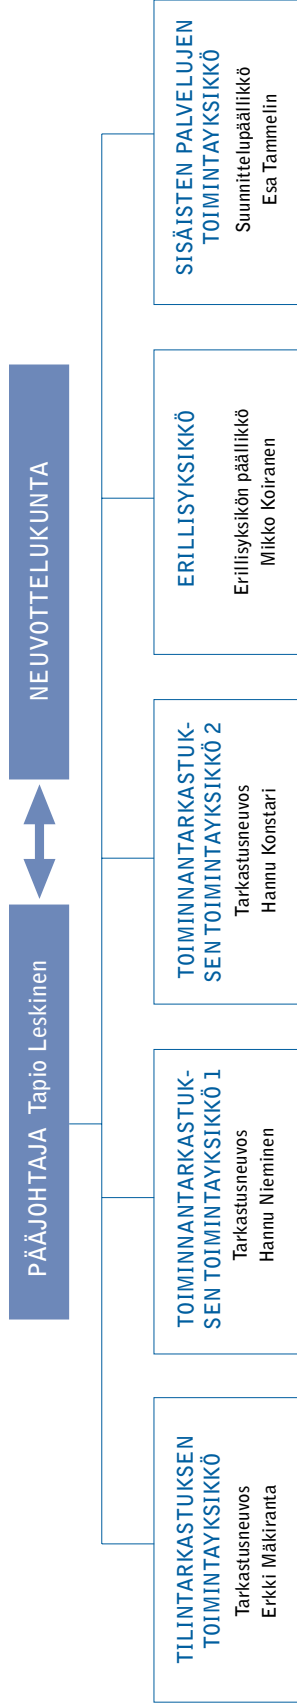 PÄÄJOHTAJA Tapio Leskinen
NEUVOTTELUKUNTA
TILINTARKASTUKSEN
TOIMINTAYKSIKKÖ
Tarkastusneuvos
Erkki Mäkiranta
TOIMINNANTARKASTUK-
SEN TOIMINTAYKSIKKÖ 1
Tarkastusneuvos
Hannu Nieminen
TOIMINNANTARKASTUK-
SEN TOIMINTAYKSIKKÖ 2
Tarkastusneuvos
Hannu Konstari
ERILLISYKSIKKÖ
Erillisyksikön päällikkö
Mikko Koiranen
SISÄISTEN PALVELUJEN
TOIMINTAYKSIKKÖ
Suunnittelupäällikkö
Esa Tammelin